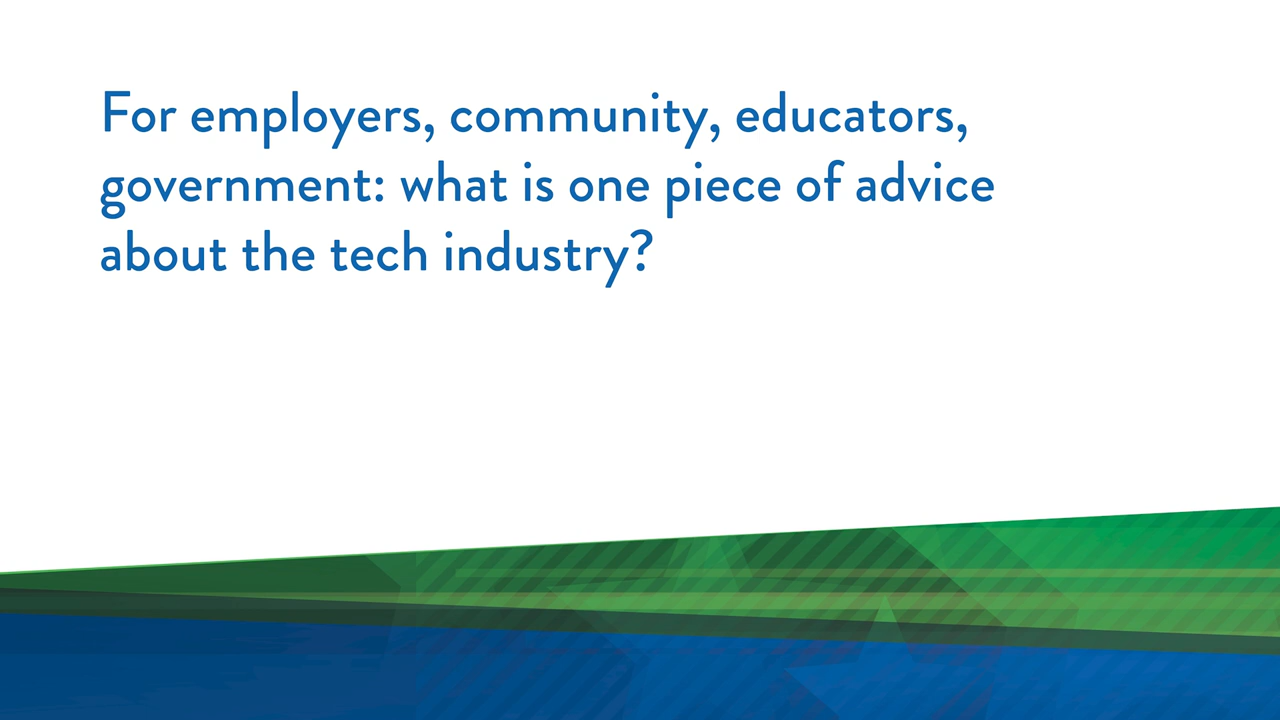 For employers, community, educators,
government: what is one piece of advice
about the tech industry?